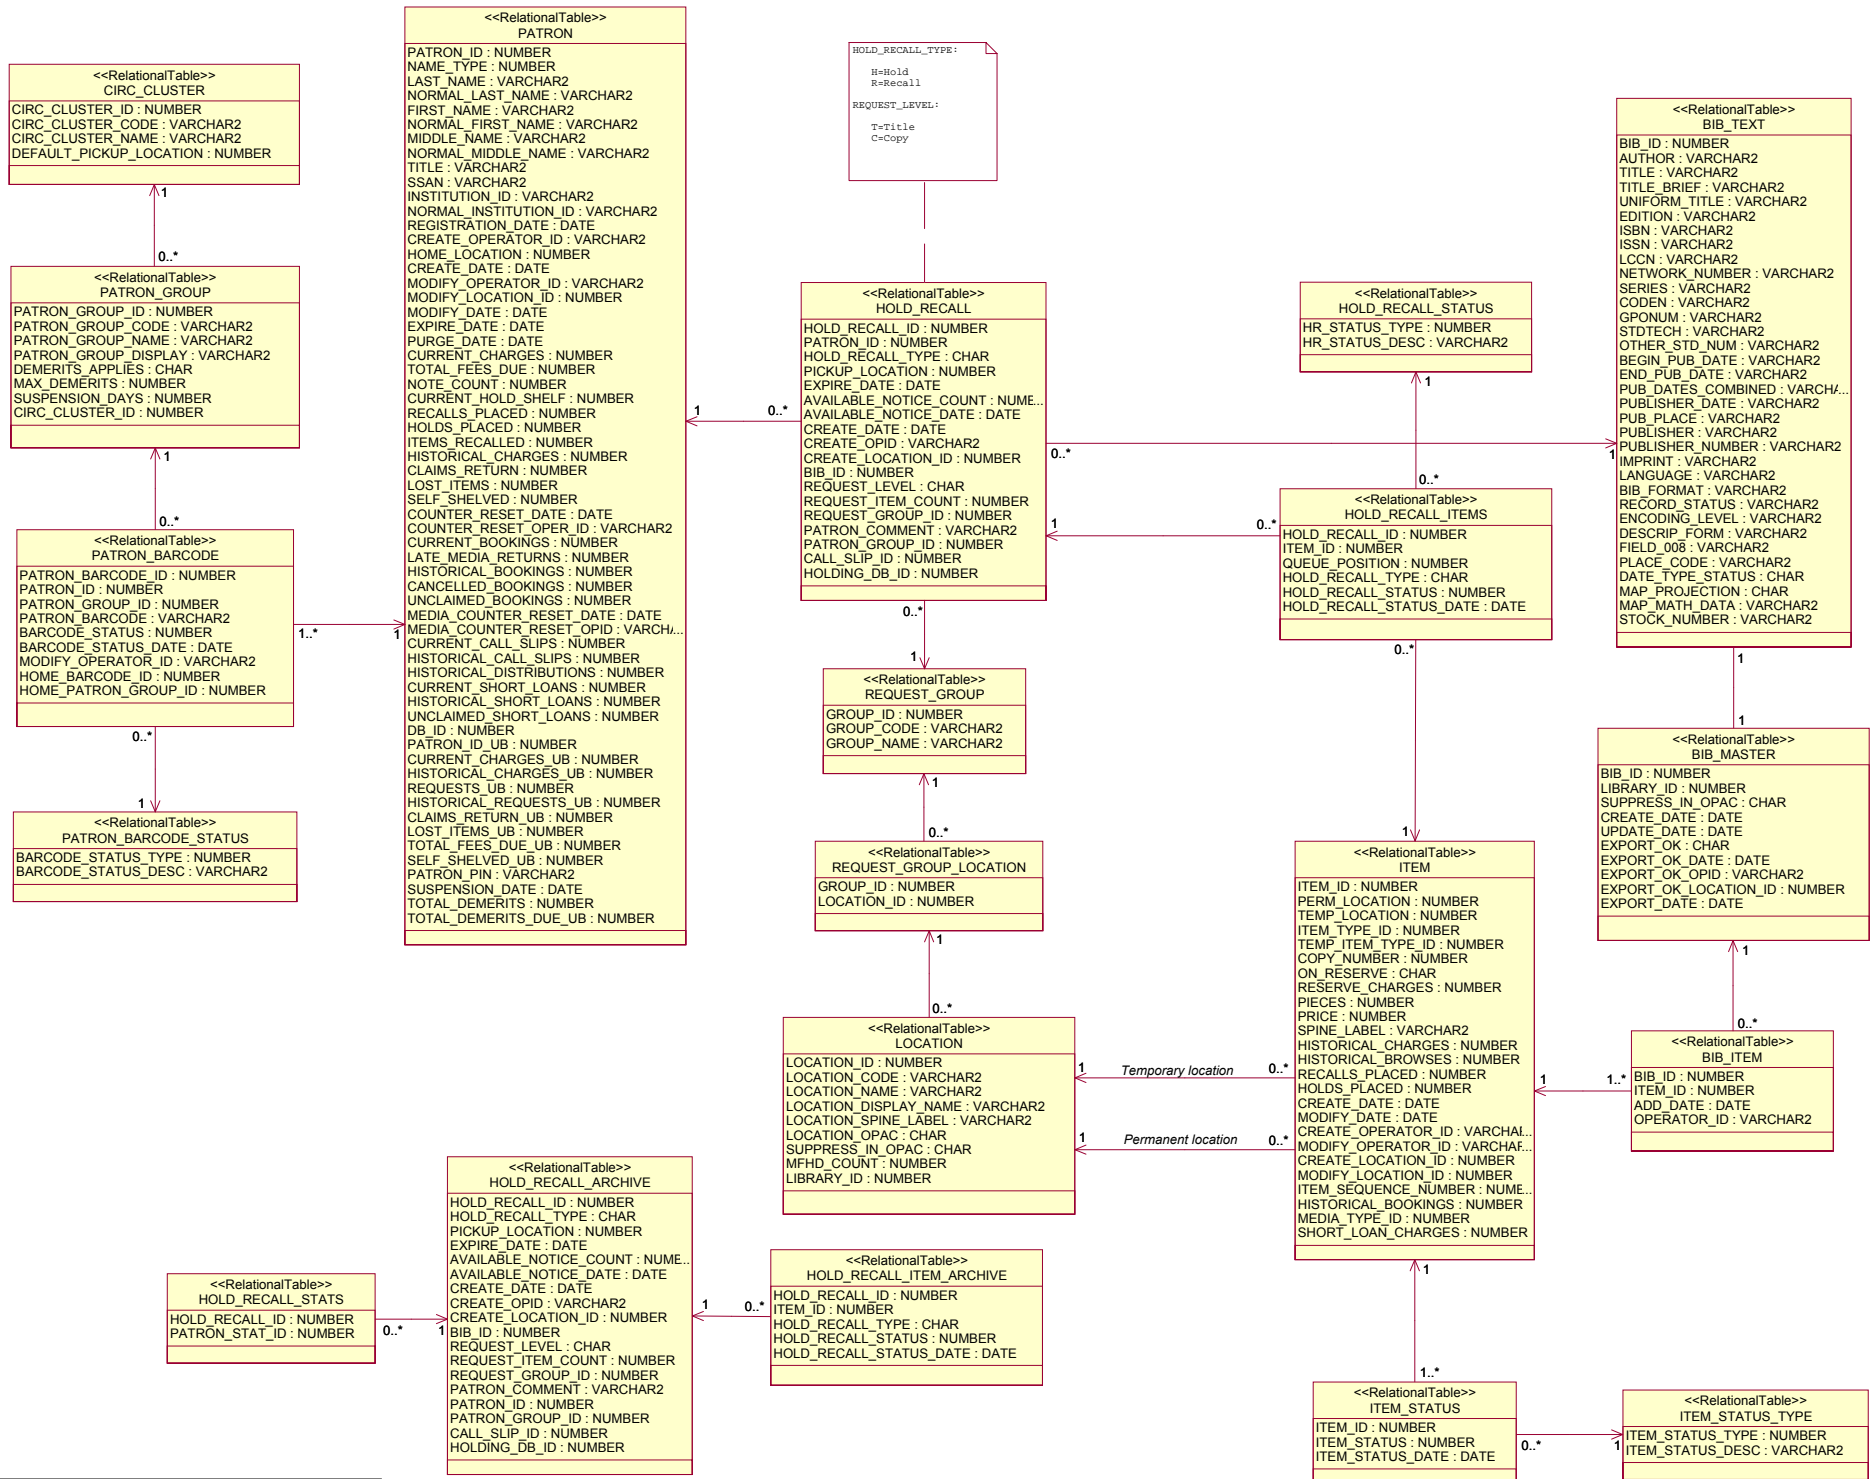 <<RelationalTable>>
CIRC_CLUSTER
CIRC_CLUSTER_ID : NUMBER
CIRC_CLUSTER_CODE : VARCHAR2
CIRC_CLUSTER_NAME : VARCHAR2
DEFAULT_PICKUP_LOCATION : NUMBER
1
0..*
<<RelationalTable>>
PATRON_GROUP
PATRON_GROUP_ID : NUMBER
PATRON_GROUP_CODE : VARCHAR2
PATRON_GROUP_NAME : VARCHAR2
PATRON_GROUP_DISPLAY : VARCHAR2
DEMERITS_APPLIES : CHAR
MAX_DEMERITS : NUMBER
SUSPENSION_DAYS : NUMBER
CIRC_CLUSTER_ID : NUMBER
1
0..*
<<RelationalTable>>
PATRON_BARCODE
PATRON_BARCODE_ID : NUMBER
PATRON_ID : NUMBER
PATRON_GROUP_ID : NUMBER
PATRON_BARCODE : VARCHAR2
BARCODE_STATUS : NUMBER
BARCODE_STATUS_DATE : DATE
MODIFY_OPERATOR_ID : VARCHAR2
HOME_BARCODE_ID : NUMBER
HOME_PATRON_GROUP_ID : NUMBER
1..*
1
0..*
1
<<RelationalTable>>
PATRON_BARCODE_STATUS
BARCODE_STATUS_TYPE : NUMBER
BARCODE_STATUS_DESC : VARCHAR2
<<RelationalTable>>
PATRON
PATRON_ID : NUMBER
NAME_TYPE : NUMBER
LAST_NAME : VARCHAR2
NORMAL_LAST_NAME : VARCHAR2
FIRST_NAME : VARCHAR2
NORMAL_FIRST_NAME : VARCHAR2
MIDDLE_NAME : VARCHAR2
NORMAL_MIDDLE_NAME : VARCHAR2
TITLE : VARCHAR2
SSAN : VARCHAR2
INSTITUTION_ID : VARCHAR2
NORMAL_INSTITUTION_ID : VARCHAR2
REGISTRATION_DATE : DATE
CREATE_OPERATOR_ID : VARCHAR2
HOME_LOCATION : NUMBER
CREATE_DATE : DATE
MODIFY_OPERATOR_ID : VARCHAR2
MODIFY_LOCATION_ID : NUMBER
MODIFY_DATE : DATE
EXPIRE_DATE : DATE
PURGE_DATE : DATE
CURRENT_CHARGES : NUMBER
TOTAL_FEES_DUE : NUMBER
NOTE_COUNT : NUMBER
CURRENT_HOLD_SHELF : NUMBER
RECALLS_PLACED : NUMBER
HOLDS_PLACED : NUMBER
ITEMS_RECALLED : NUMBER
HISTORICAL_CHARGES : NUMBER
CLAIMS_RETURN : NUMBER
LOST_ITEMS : NUMBER
SELF_SHELVED : NUMBER
COUNTER_RESET_DATE : DATE
COUNTER_RESET_OPER_ID : VARCHAR2
CURRENT_BOOKINGS : NUMBER
LATE_MEDIA_RETURNS : NUMBER
HISTORICAL_BOOKINGS : NUMBER
CANCELLED_BOOKINGS : NUMBER
UNCLAIMED_BOOKINGS : NUMBER
MEDIA_COUNTER_RESET_DATE : DATE
MEDIA_COUNTER_RESET_OPID : VARCH...
CURRENT_CALL_SLIPS : NUMBER
HISTORICAL_CALL_SLIPS : NUMBER
HISTORICAL_DISTRIBUTIONS : NUMBER
CURRENT_SHORT_LOANS : NUMBER
HISTORICAL_SHORT_LOANS : NUMBER
UNCLAIMED_SHORT_LOANS : NUMBER
DB_ID : NUMBER
PATRON_ID_UB : NUMBER
CURRENT_CHARGES_UB : NUMBER
HISTORICAL_CHARGES_UB : NUMBER
REQUESTS_UB : NUMBER
HISTORICAL_REQUESTS_UB : NUMBER
CLAIMS_RETURN_UB : NUMBER
LOST_ITEMS_UB : NUMBER
TOTAL_FEES_DUE_UB : NUMBER
SELF_SHELVED_UB : NUMBER
PATRON_PIN : VARCHAR2
SUSPENSION_DATE : DATE
TOTAL_DEMERITS : NUMBER
TOTAL_DEMERITS_DUE_UB : NUMBER
HOLD_RECALL_TYPE:
H=Hold
R=Recall
REQUEST_LEVEL:
T=Title
C=Copy
<<RelationalTable>>
HOLD_RECALL
HOLD_RECALL_ID : NUMBER
PATRON_ID : NUMBER
HOLD_RECALL_TYPE : CHAR
PICKUP_LOCATION : NUMBER
EXPIRE_DATE : DATE
AVAILABLE_NOTICE_COUNT : NUME...
AVAILABLE_NOTICE_DATE : DATE
CREATE_DATE : DATE
CREATE_OPID : VARCHAR2
CREATE_LOCATION_ID : NUMBER
BIB_ID : NUMBER
REQUEST_LEVEL : CHAR
REQUEST_ITEM_COUNT : NUMBER
REQUEST_GROUP_ID : NUMBER
PATRON_COMMENT : VARCHAR2
PATRON_GROUP_ID : NUMBER
CALL_SLIP_ID : NUMBER
HOLDING_DB_ID : NUMBER
1
0..*
0..*
1
1
0..*
0..*
1
<<RelationalTable>>
REQUEST_GROUP
GROUP_ID : NUMBER
GROUP_CODE : VARCHAR2
GROUP_NAME : VARCHAR2
1
0..*
<<RelationalTable>>
REQUEST_GROUP_LOCATION
GROUP_ID : NUMBER
LOCATION_ID : NUMBER
1
0..*
<<RelationalTable>>
LOCATION
LOCATION_ID : NUMBER
LOCATION_CODE : VARCHAR2
LOCATION_NAME : VARCHAR2
LOCATION_DISPLAY_NAME : VARCHAR2
LOCATION_SPINE_LABEL : VARCHAR2
LOCATION_OPAC : CHAR
SUPPRESS_IN_OPAC : CHAR
MFHD_COUNT : NUMBER
LIBRARY_ID : NUMBER
1 Temporary location 0..*
1 Permanent location 0..*
<<RelationalTable>>
HOLD_RECALL_STATUS
HR_STATUS_TYPE : NUMBER
HR_STATUS_DESC : VARCHAR2
1
0..*
<<RelationalTable>>
HOLD_RECALL_ITEMS
HOLD_RECALL_ID : NUMBER
ITEM_ID : NUMBER
QUEUE_POSITION : NUMBER
HOLD_RECALL_TYPE : CHAR
HOLD_RECALL_STATUS : NUMBER
HOLD_RECALL_STATUS_DATE : DATE
0..*
1
<<RelationalTable>>
ITEM
ITEM_ID : NUMBER
PERM_LOCATION : NUMBER
TEMP_LOCATION : NUMBER
ITEM_TYPE_ID : NUMBER
TEMP_ITEM_TYPE_ID : NUMBER
COPY_NUMBER : NUMBER
ON_RESERVE : CHAR
RESERVE_CHARGES : NUMBER
PIECES : NUMBER
PRICE : NUMBER
SPINE_LABEL : VARCHAR2
HISTORICAL_CHARGES : NUMBER
HISTORICAL_BROWSES : NUMBER
RECALLS_PLACED : NUMBER
HOLDS_PLACED : NUMBER
CREATE_DATE : DATE
MODIFY_DATE : DATE
CREATE_OPERATOR_ID : VARCHAR...
MODIFY_OPERATOR_ID : VARCHAR...
CREATE_LOCATION_ID : NUMBER
MODIFY_LOCATION_ID : NUMBER
ITEM_SEQUENCE_NUMBER : NUME...
HISTORICAL_BOOKINGS : NUMBER
MEDIA_TYPE_ID : NUMBER
SHORT_LOAN_CHARGES : NUMBER
<<RelationalTable>>
BIB_TEXT
BIB_ID : NUMBER
AUTHOR : VARCHAR2
TITLE : VARCHAR2
TITLE_BRIEF : VARCHAR2
UNIFORM_TITLE : VARCHAR2
EDITION : VARCHAR2
ISBN : VARCHAR2
ISSN : VARCHAR2
LCCN : VARCHAR2
NETWORK_NUMBER : VARCHAR2
SERIES : VARCHAR2
CODEN : VARCHAR2
GPONUM : VARCHAR2
STDTECH : VARCHAR2
OTHER_STD_NUM : VARCHAR2
BEGIN_PUB_DATE : VARCHAR2
END_PUB_DATE : VARCHAR2
PUB_DATES_COMBINED : VARCH...
PUBLISHER_DATE : VARCHAR2
PUB_PLACE : VARCHAR2
PUBLISHER : VARCHAR2
PUBLISHER_NUMBER : VARCHAR2
IMPRINT : VARCHAR2
LANGUAGE : VARCHAR2
BIB_FORMAT : VARCHAR2
RECORD_STATUS : VARCHAR2
ENCODING_LEVEL : VARCHAR2
DESCRIP_FORM : VARCHAR2
FIELD_008 : VARCHAR2
PLACE_CODE : VARCHAR2
DATE_TYPE_STATUS : CHAR
MAP_PROJECTION : CHAR
MAP_MATH_DATA : VARCHAR2
STOCK_NUMBER : VARCHAR2
1
1
<<RelationalTable>>
BIB_MASTER
BIB_ID : NUMBER
LIBRARY_ID : NUMBER
SUPPRESS_IN_OPAC : CHAR
CREATE_DATE : DATE
UPDATE_DATE : DATE
EXPORT_OK : CHAR
EXPORT_OK_DATE : DATE
EXPORT_OK_OPID : VARCHAR2
EXPORT_OK_LOCATION_ID : NUMBER
EXPORT_DATE : DATE
1
0..*
<<RelationalTable>>
BIB_ITEM
BIB_ID : NUMBER
ITEM_ID : NUMBER
ADD_DATE : DATE
OPERATOR_ID : VARCHAR2
1
1..*
<<RelationalTable>>
HOLD_RECALL_STATS
HOLD_RECALL_ID : NUMBER
PATRON_STAT_ID : NUMBER
0..*
1
<<RelationalTable>>
HOLD_RECALL_ARCHIVE
HOLD_RECALL_ID : NUMBER
HOLD_RECALL_TYPE : CHAR
PICKUP_LOCATION : NUMBER
EXPIRE_DATE : DATE
AVAILABLE_NOTICE_COUNT : NUME...
AVAILABLE_NOTICE_DATE : DATE
CREATE_DATE : DATE
CREATE_OPID : VARCHAR2
CREATE_LOCATION_ID : NUMBER
BIB_ID : NUMBER
REQUEST_LEVEL : CHAR
REQUEST_ITEM_COUNT : NUMBER
REQUEST_GROUP_ID : NUMBER
PATRON_COMMENT : VARCHAR2
PATRON_ID : NUMBER
PATRON_GROUP_ID : NUMBER
CALL_SLIP_ID : NUMBER
HOLDING_DB_ID : NUMBER
1
0..*
<<RelationalTable>>
HOLD_RECALL_ITEM_ARCHIVE
HOLD_RECALL_ID : NUMBER
ITEM_ID : NUMBER
HOLD_RECALL_TYPE : CHAR
HOLD_RECALL_STATUS : NUMBER
HOLD_RECALL_STATUS_DATE : DATE
1
1..*
<<RelationalTable>>
ITEM_STATUS
ITEM_ID : NUMBER
ITEM_STATUS : NUMBER
ITEM_STATUS_DATE : DATE
0..*
1
<<RelationalTable>>
ITEM_STATUS_TYPE
ITEM_STATUS_TYPE : NUMBER
ITEM_STATUS_DESC : VARCHAR2